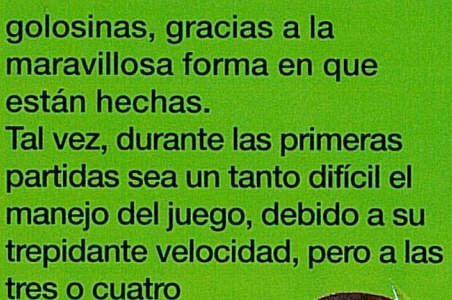 golosinas, gracias a la
maravillosa forma en que
están hechas.
Tal vez, durante las primeras
partidas sea un tanto difícil el
manejo del juego, debido a su
trepidante velocidad, pero a las
tres o cuatro